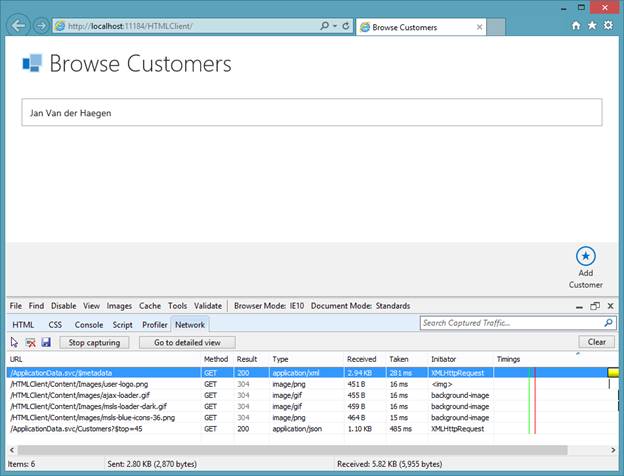 http://localhost:11184/HTMLClient/
Browse Customers
Browse Customers
Jan Van der Haegen
Add
Customer
File Find Disable View Images Cache Tools Validate Browser Mode: IE10 Document Mode: Standards
HTML CSS Console Script Profiler Network Search Captured Traffic...
Stop capturing Go to detailed view Clear
URL Method Result Type Received Taken Initiator Timings
/ApplicationData.svc/$metadata GET 200 application/xml 2.94 KB 281 ms XMLHttpRequest
/HTMLClient/Content/Images/user-logo.png GET 304 image/png 451 B 16 ms <img>
/HTMLClient/Content/Images/ajax-loader.gif GET 304 image/gif 455 B 16 ms background-image
/HTMLClient/Content/Images/msls-loader-dark.gif GET 304 image/gif 459 B 16 ms background-image
/HTMLClient/Content/Images/msls-blue-icons-36.png GET 304 image/png 464 B 15 ms background-image
/ApplicationData.svc/Customers?$top=45 GET 200 application/json 1.10 KB 485 ms XMLHttpRequest
Items: 6 Sent: 2.80 KB (2,870 bytes) Received: 5.82 KB (5,955 bytes)